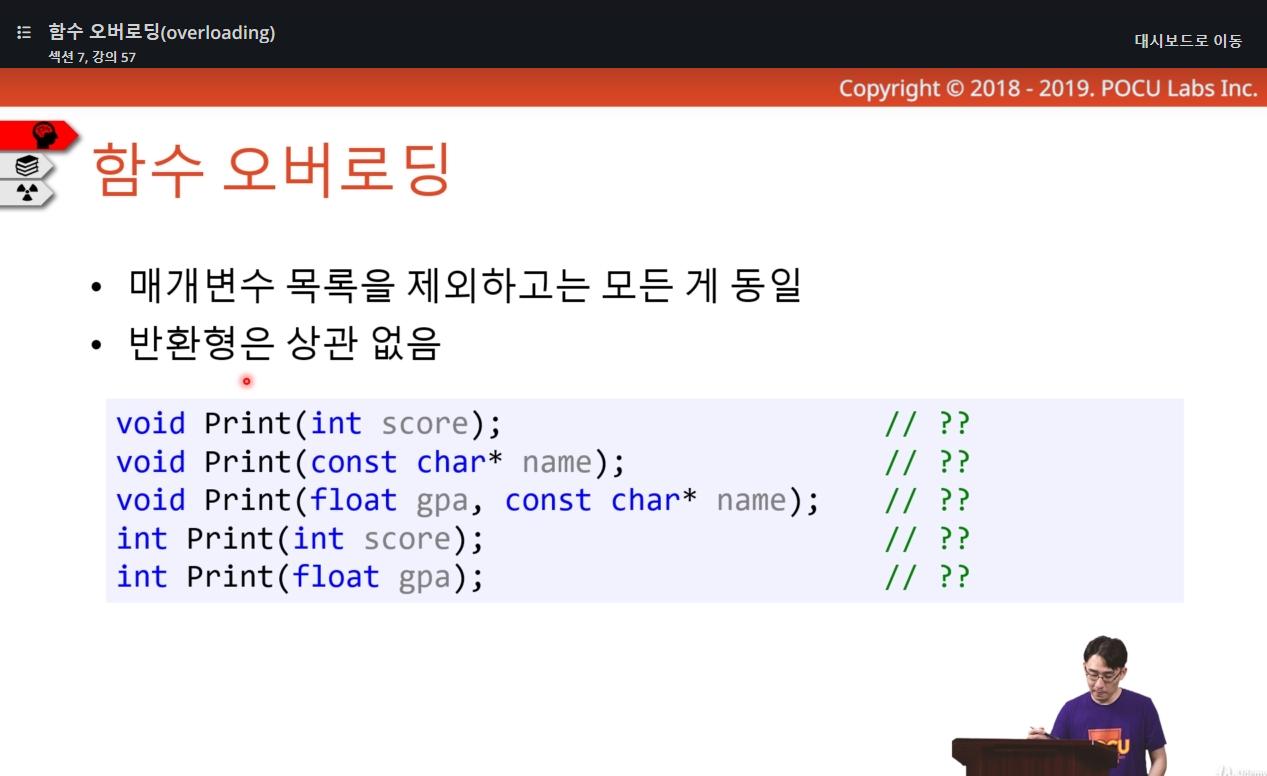 함수 오버로딩(overloading)
섹션 7, 강의 57
대시보드로 이동
Copyright © 2018 - 2019. POCU Labs Inc.
함수 오버로딩
• 매개변수 목록을 제외하고는 모든 게 동일
• 반환형은 상관 없음
void Print(int score); // ??
void Print(const char* name); // ??
void Print(float gpa, const char* name); // ??
int Print(int score); // ??
int Print(float gpa); // ??